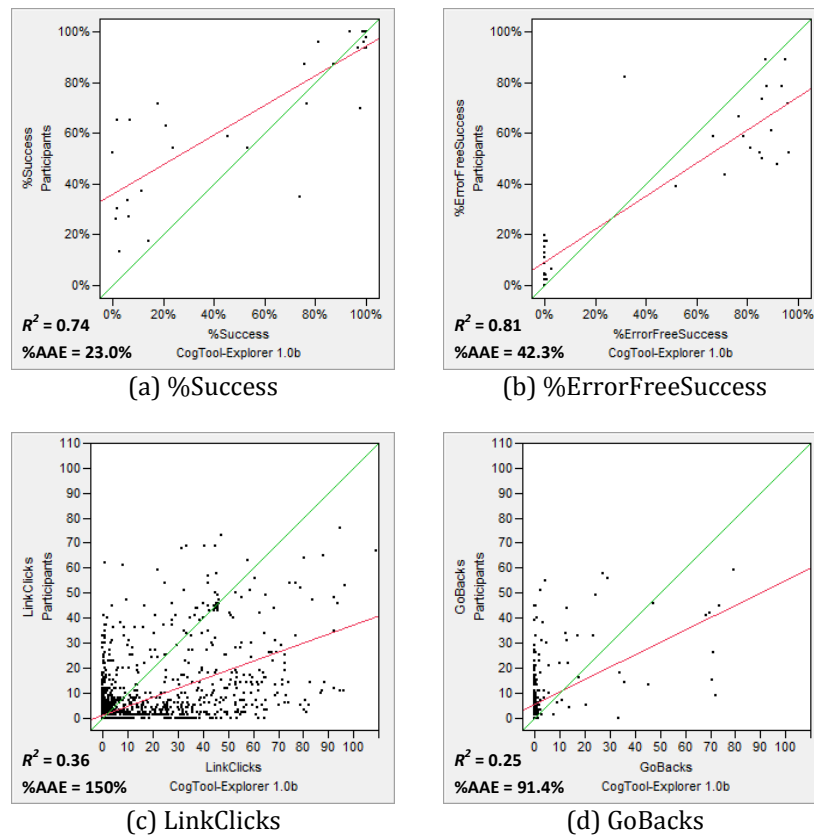 100%
80%
60%
40%
20%
0%
%Success
Participants
0% 20% 40% 60% 80% 100%
%Success
CogTool-Explorer 1.0b
R² = 0.74
%AAE = 23.0%
(a) %Success
100%
80%
60%
40%
20%
0%
%ErrorFreeSuccess
Participants
0% 20% 40% 60% 80% 100%
%ErrorFreeSuccess
CogTool-Explorer 1.0b
R² = 0.81
%AAE = 42.3%
(b) %ErrorFreeSuccess
110
100
90
80
70
60
50
40
30
20
10
0
LinkClicks
Participants
0 10 20 30 40 50 60 70 80 90 100
LinkClicks
CogTool-Explorer 1.0b
R² = 0.36
%AAE = 150%
(c) LinkClicks
110
100
90
80
70
60
50
40
30
20
10
0
GoBacks
Participants
0 10 20 30 40 50 60 70 80 90 100
GoBacks
CogTool-Explorer 1.0b
R² = 0.25
%AAE = 91.4%
(d) GoBacks